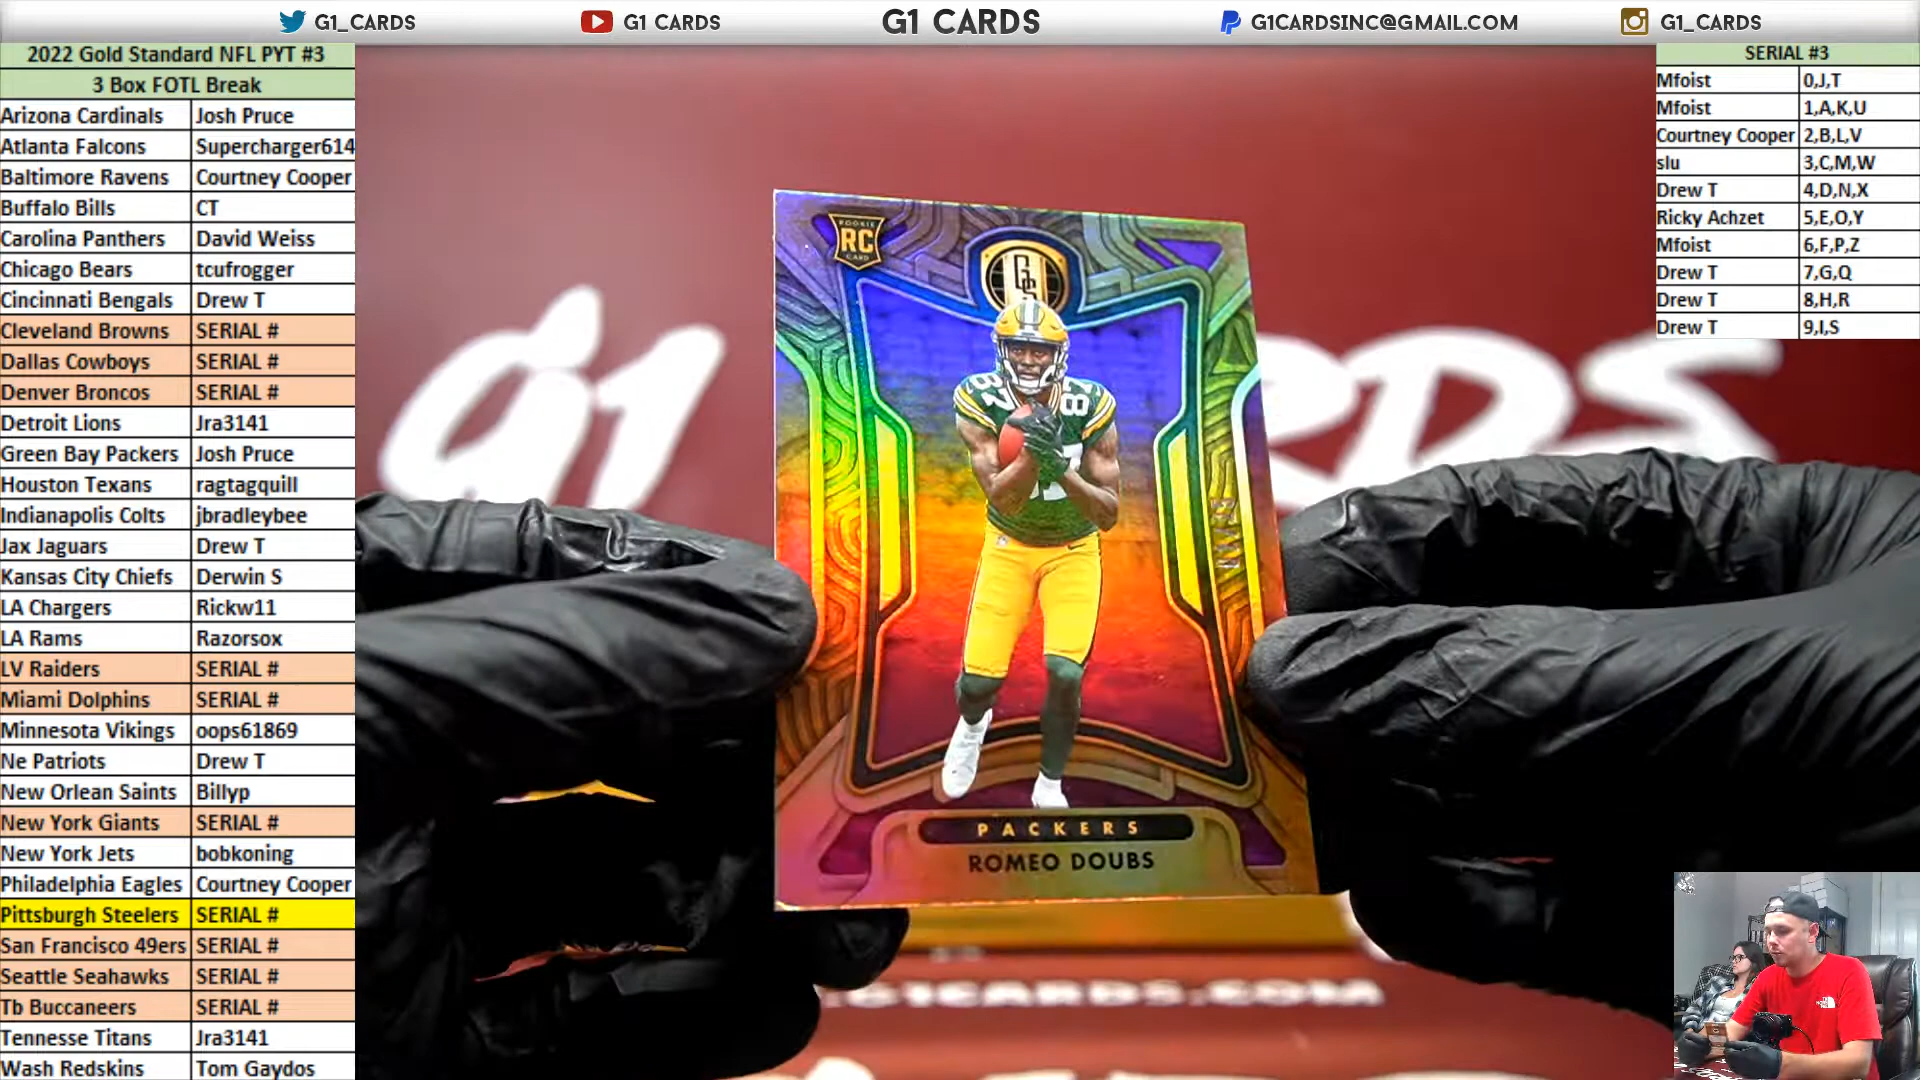 G1_CARDS
G1 CARDS
G1 CARDS
G1CARDSINC@GMAIL.COM
G1_CARDS
2022 Gold Standard NFL PYT #3
3 Box FOTL Break
Arizona Cardinals Josh Pruce
Atlanta Falcons Supercharger614
Baltimore Ravens Courtney Cooper
Buffalo Bills CT
Carolina Panthers David Weiss
Chicago Bears tcufrogger
Cincinnati Bengals Drew T
Cleveland Browns SERIAL #
Dallas Cowboys SERIAL #
Denver Broncos SERIAL #
Detroit Lions Jra3141
Green Bay Packers Josh Pruce
Houston Texans ragtagquill
Indianapolis Colts jbradleybee
Jax Jaguars Drew T
Kansas City Chiefs Derwin S
LA Chargers Rickw11
LA Rams Razorsox
LV Raiders SERIAL #
Miami Dolphins SERIAL #
Minnesota Vikings oops61869
Ne Patriots Drew T
New Orlean Saints Billyp
New York Giants SERIAL #
New York Jets bobkoning
Philadelphia Eagles Courtney Cooper
Pittsburgh Steelers SERIAL #
San Francisco 49ers SERIAL #
Seattle Seahawks SERIAL #
Tb Buccaneers SERIAL #
Tennesse Titans Jra3141
Wash Redskins Tom Gaydos
SERIAL #3
Mfoist 0,J,T
Mfoist 1,A,K,U
Courtney Cooper 2,B,L,V
slu 3,C,M,W
Drew T 4,D,N,X
Ricky Achzet 5,E,O,Y
Mfoist 6,F,P,Z
Drew T 7,G,Q
Drew T 8,H,R
Drew T 9,I,S
ROOKIE
RC
CARD
GS
87 87
PACKERS
ROMEO DOUBS
G1 CARDS
G1CARDS.COM